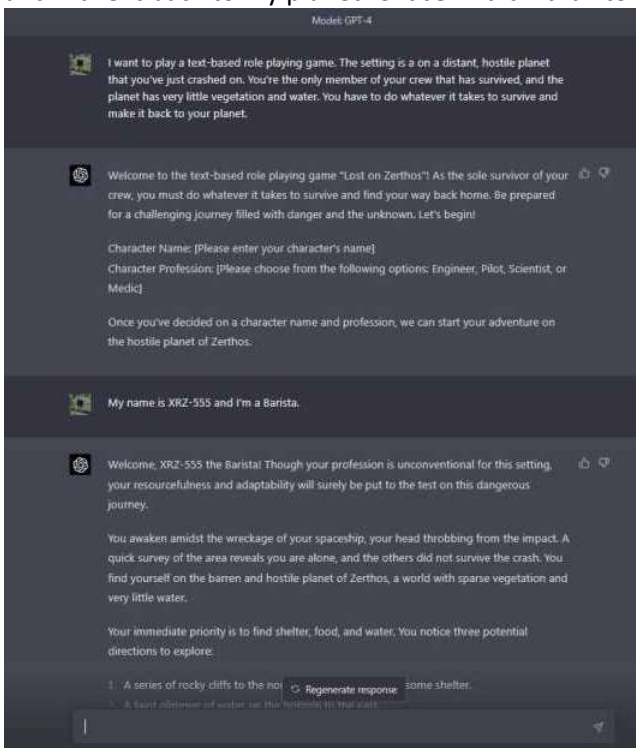 Model: GPT-4
I want to play a text-based role playing game. The setting is a on a distant, hostile planet
that you've just crashed on. You're the only member of your crew that has survived, and the
planet has very little vegetation and water. You have to do whatever it takes to survive and
make it back to your planet.
Welcome to the text-based role playing game "Lost on Zerthos"! As the sole survivor of your
crew, you must do whatever it takes to survive and find your way back home. Be prepared
for a challenging journey filled with danger and the unknown. Let's begin!
Character Name: [Please enter your character's name]
Character Profession: [Please choose from the following options: Engineer, Pilot, Scientist, or
Medic]
Once you've decided on a character name and profession, we can start your adventure on
the hostile planet of Zerthos.
My name is XRZ-555 and I'm a Barista.
Welcome, XRZ-555 the Barista! Though your profession is unconventional for this setting,
your resourcefulness and adaptability will surely be put to the test on this dangerous
journey.
You awaken amidst the wreckage of your spaceship, your head throbbing from the impact. A
quick survey of the area reveals you are alone, and the others did not survive the crash. You
find yourself on the barren and hostile planet of Zerthos, a world with sparse vegetation and
very little water.
Your immediate priority is to find shelter, food, and water. You notice three potential
directions to explore:
1. A series of rocky cliffs to the Regenerate response some shelter.
2. A faint glimmer of water on the horizon to the east